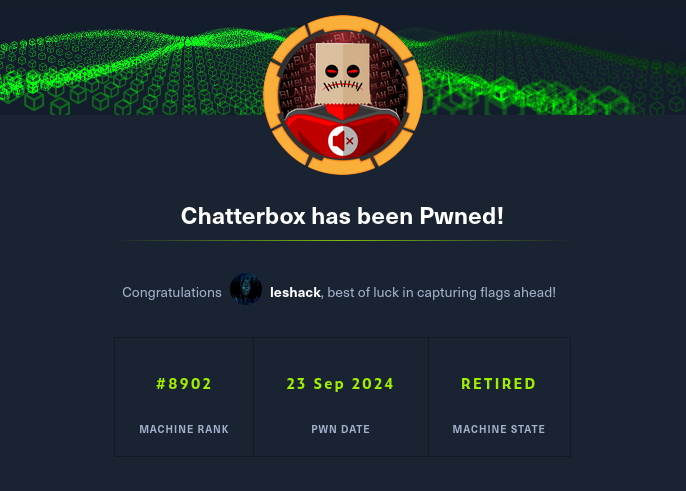 Chatterbox has been Pwned!
Congratulations leshack, best of luck in capturing flags ahead!
#8902 23 Sep 2024 RETIRED
MACHINE RANK PWN DATE MACHINE STATE